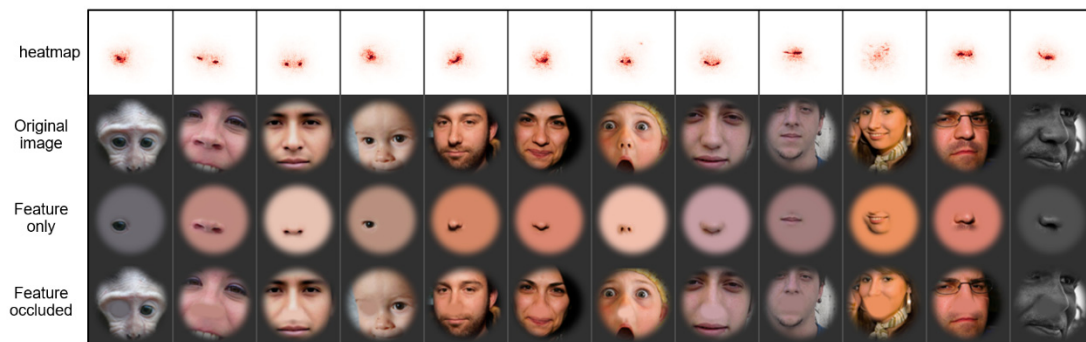 heatmap
Original
image
Feature
only
Feature
occluded